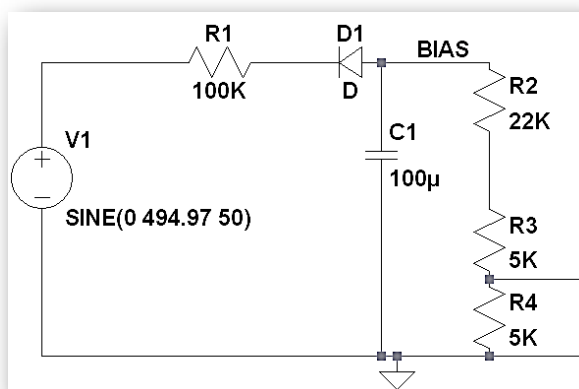 R1
100K
D1
D
BIAS
R2
22K
V1
SINE(0 494.97 50)
C1
100µ
R3
5K
R4
5K